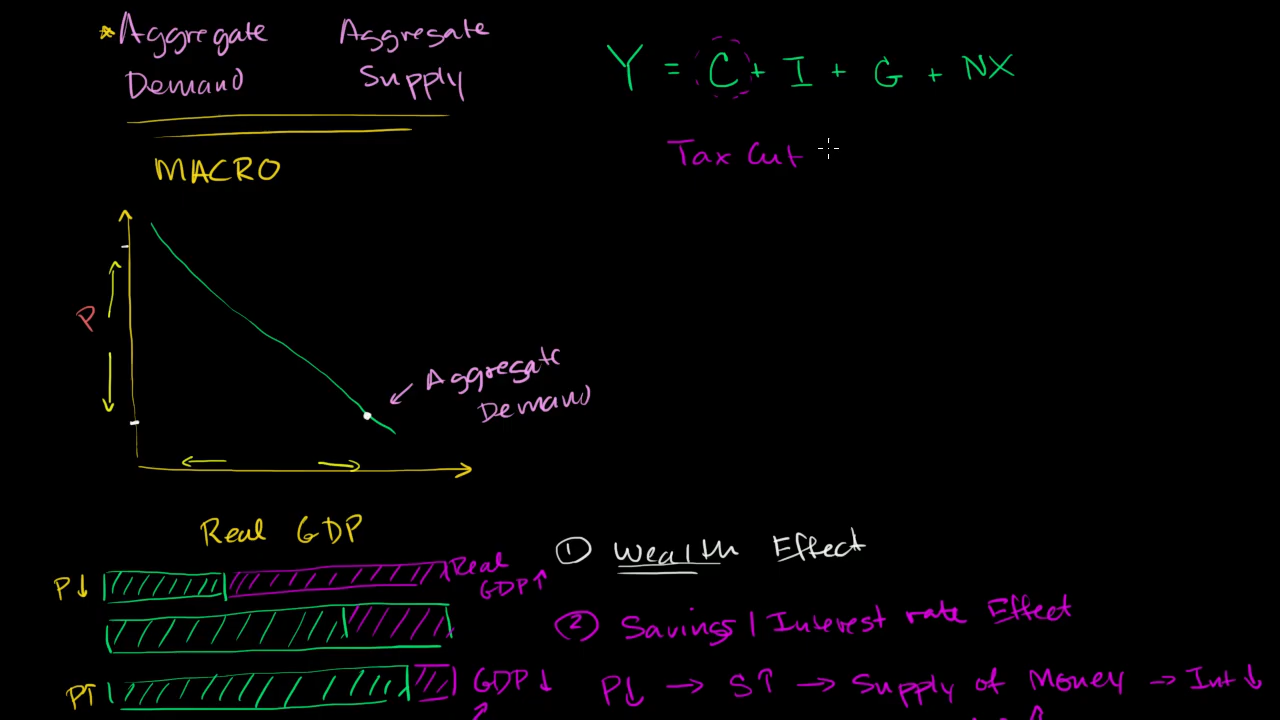 *Aggregate Demand
Aggregate Supply
MACRO
Y = C + I + G + NX
Tax Cut
P
Aggregate Demand
Real GDP
P↓
Real GDP↑
P↑
GDP↓
① Wealth Effect
② Savings / Interest rate Effect
P↓ → S↑ → Supply of Money → Int↓